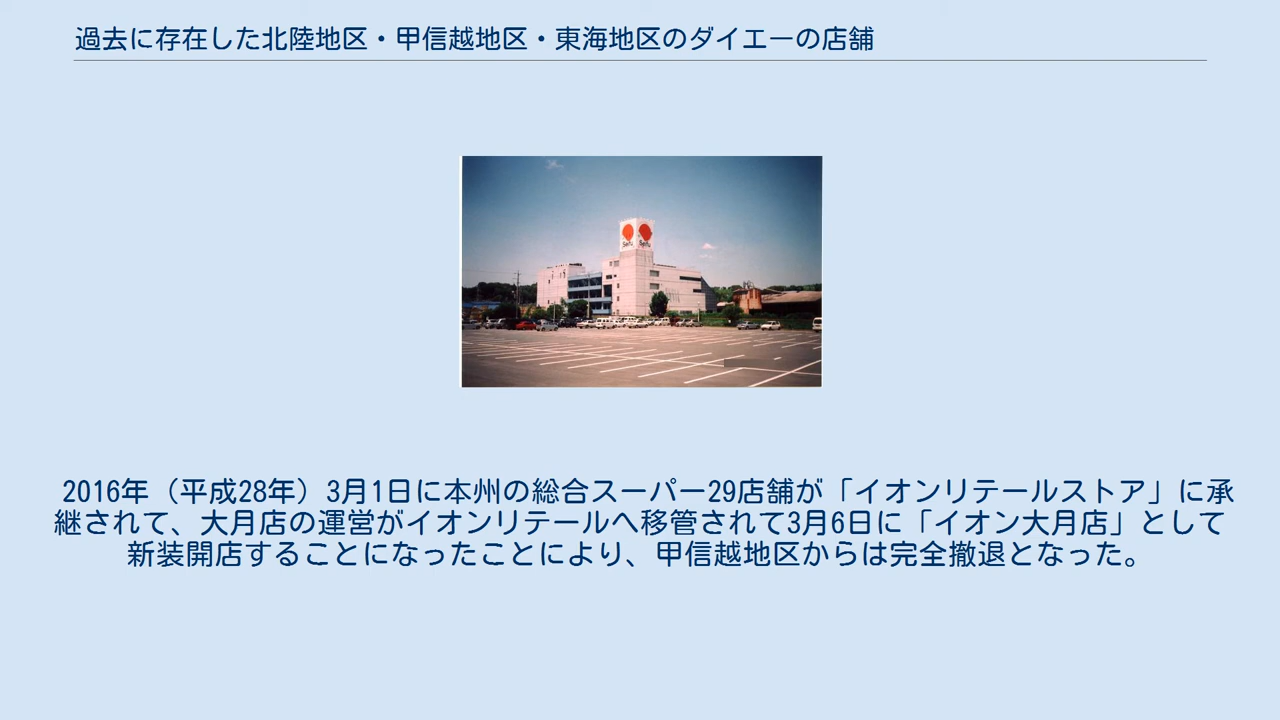 過去に存在した北陸地区・甲信越地区・東海地区のダイエーの店舗
Seifu
Seifu
2016年（平成28年）3月1日に本州の総合スーパー29店舗が「イオンリテールストア」に承
継されて、大月店の運営がイオンリテールへ移管されて3月6日に「イオン大月店」として
新装開店することになったことにより、甲信越地区からは完全撤退となった。